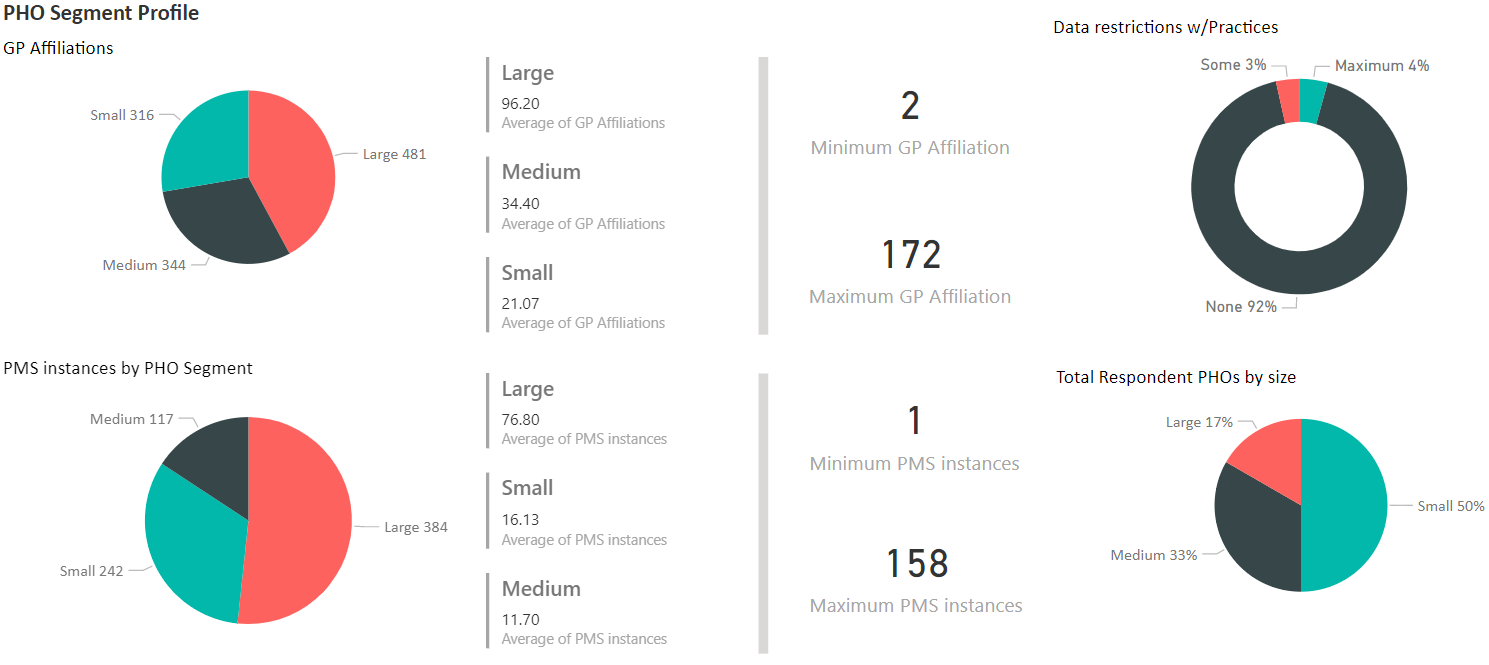 PHO Segment Profile
GP Affiliations
Small 316
Large 481
Medium 344
Large
96.20
Average of GP Affiliations
Medium
34.40
Average of GP Affiliations
Small
21.07
Average of GP Affiliations
2
Minimum GP Affiliation
172
Maximum GP Affiliation
Data restrictions w/Practices
Some 3%
Maximum 4%
None 92%
PMS instances by PHO Segment
Medium 117
Large 384
Small 242
Large
76.80
Average of PMS instances
Small
16.13
Average of PMS instances
Medium
11.70
Average of PMS instances
1
Minimum PMS instances
158
Maximum PMS instances
Total Respondent PHOs by size
Large 17%
Small 50%
Medium 33%